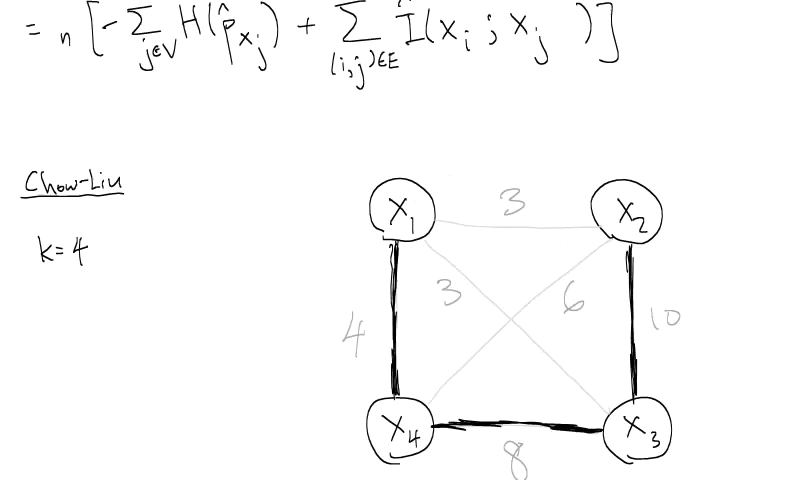 = n [ - ∑_{j∈V} H(p̂_{x_j}) + ∑_{(i,j)∈E} Î(x_i ; x_j) ]
Chow-Liu
k=4
X₁ 3 X₂
3 6
4 10
X₄ X₃
8